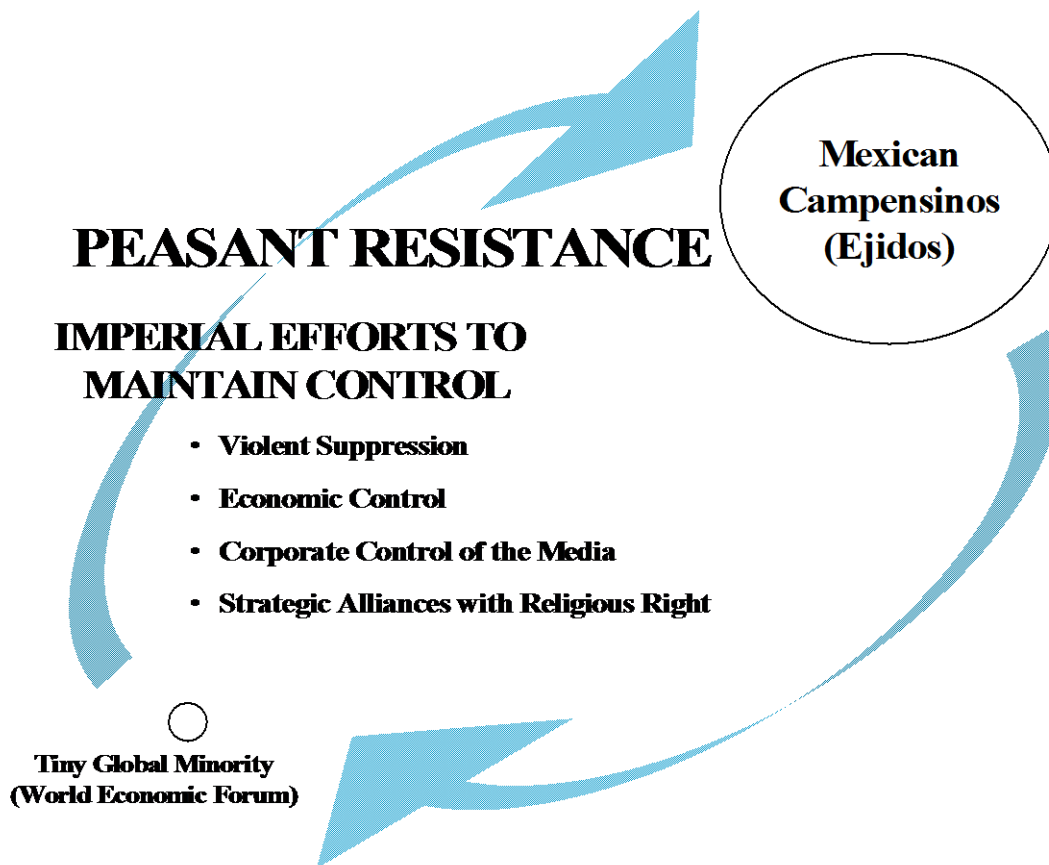 Mexican
Campensinos
(Ejidos)
PEASANT RESISTANCE
IMPERIAL EFFORTS TO
MAINTAIN CONTROL
• Violent Suppression
• Economic Control
• Corporate Control of the Media
• Strategic Alliances with Religious Right
Tiny Global Minority
(World Economic Forum)